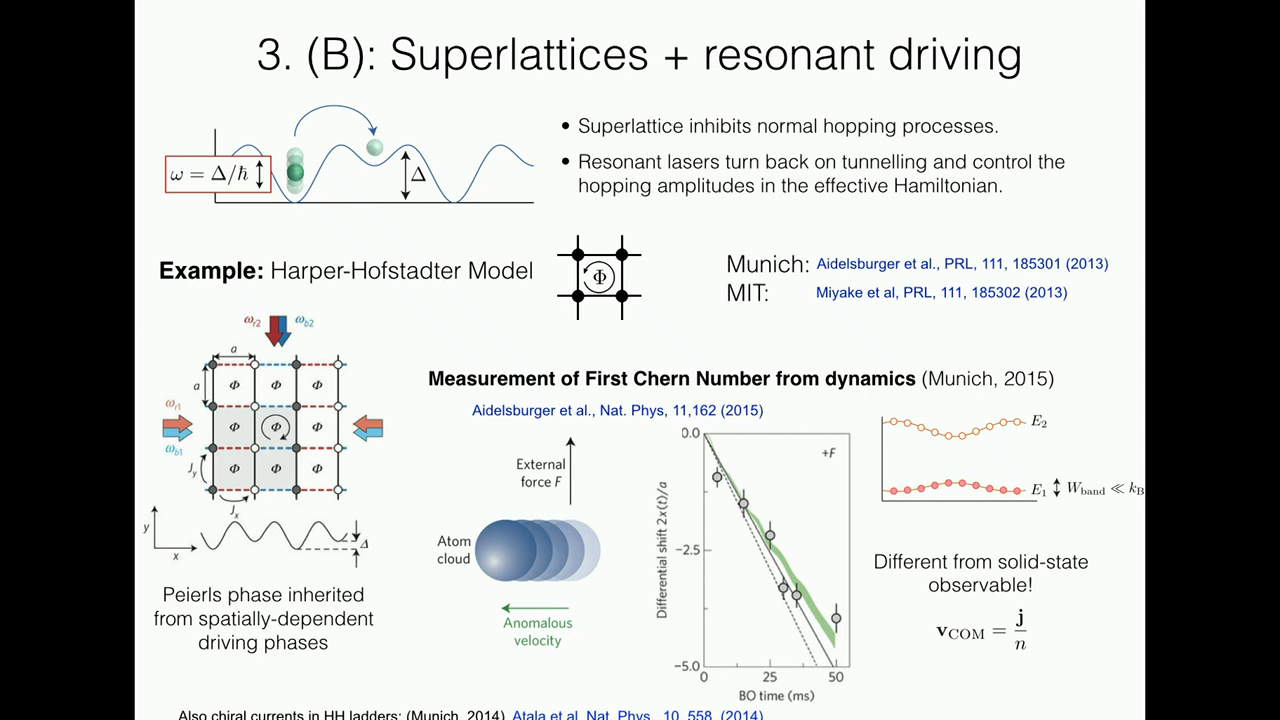 3. (B): Superlattices + resonant driving
ω = Δ/ħ
Δ
• Superlattice inhibits normal hopping processes.
• Resonant lasers turn back on tunnelling and control the
hopping amplitudes in the effective Hamiltonian.
Example: Harper-Hofstadter Model
Φ
Munich: Aidelsburger et al., PRL, 111, 185301 (2013)
MIT: Miyake et al, PRL, 111, 185302 (2013)
ω_r2 ω_b2
a
a
Φ Φ Φ
ω_r1
Φ Φ Φ
ω_b1
J_y
Φ Φ Φ
J_x
y
x
Δ
Peierls phase inherited
from spatially-dependent
driving phases
Measurement of First Chern Number from dynamics (Munich, 2015)
Aidelsburger et al., Nat. Phys, 11,162 (2015)
External
force F
Atom
cloud
Anomalous
velocity
Differential shift 2x(t)/a
0.0
-2.5
-5.0
+F
0 25 50
BO time (ms)
E_2
E_1 W_band ≪ k_B
Different from solid-state
observable!
v_COM = j/n
Also chiral currents in HH ladders: (Munich, 2014) Atala et al, Nat. Phys, 10, 558, (2014)